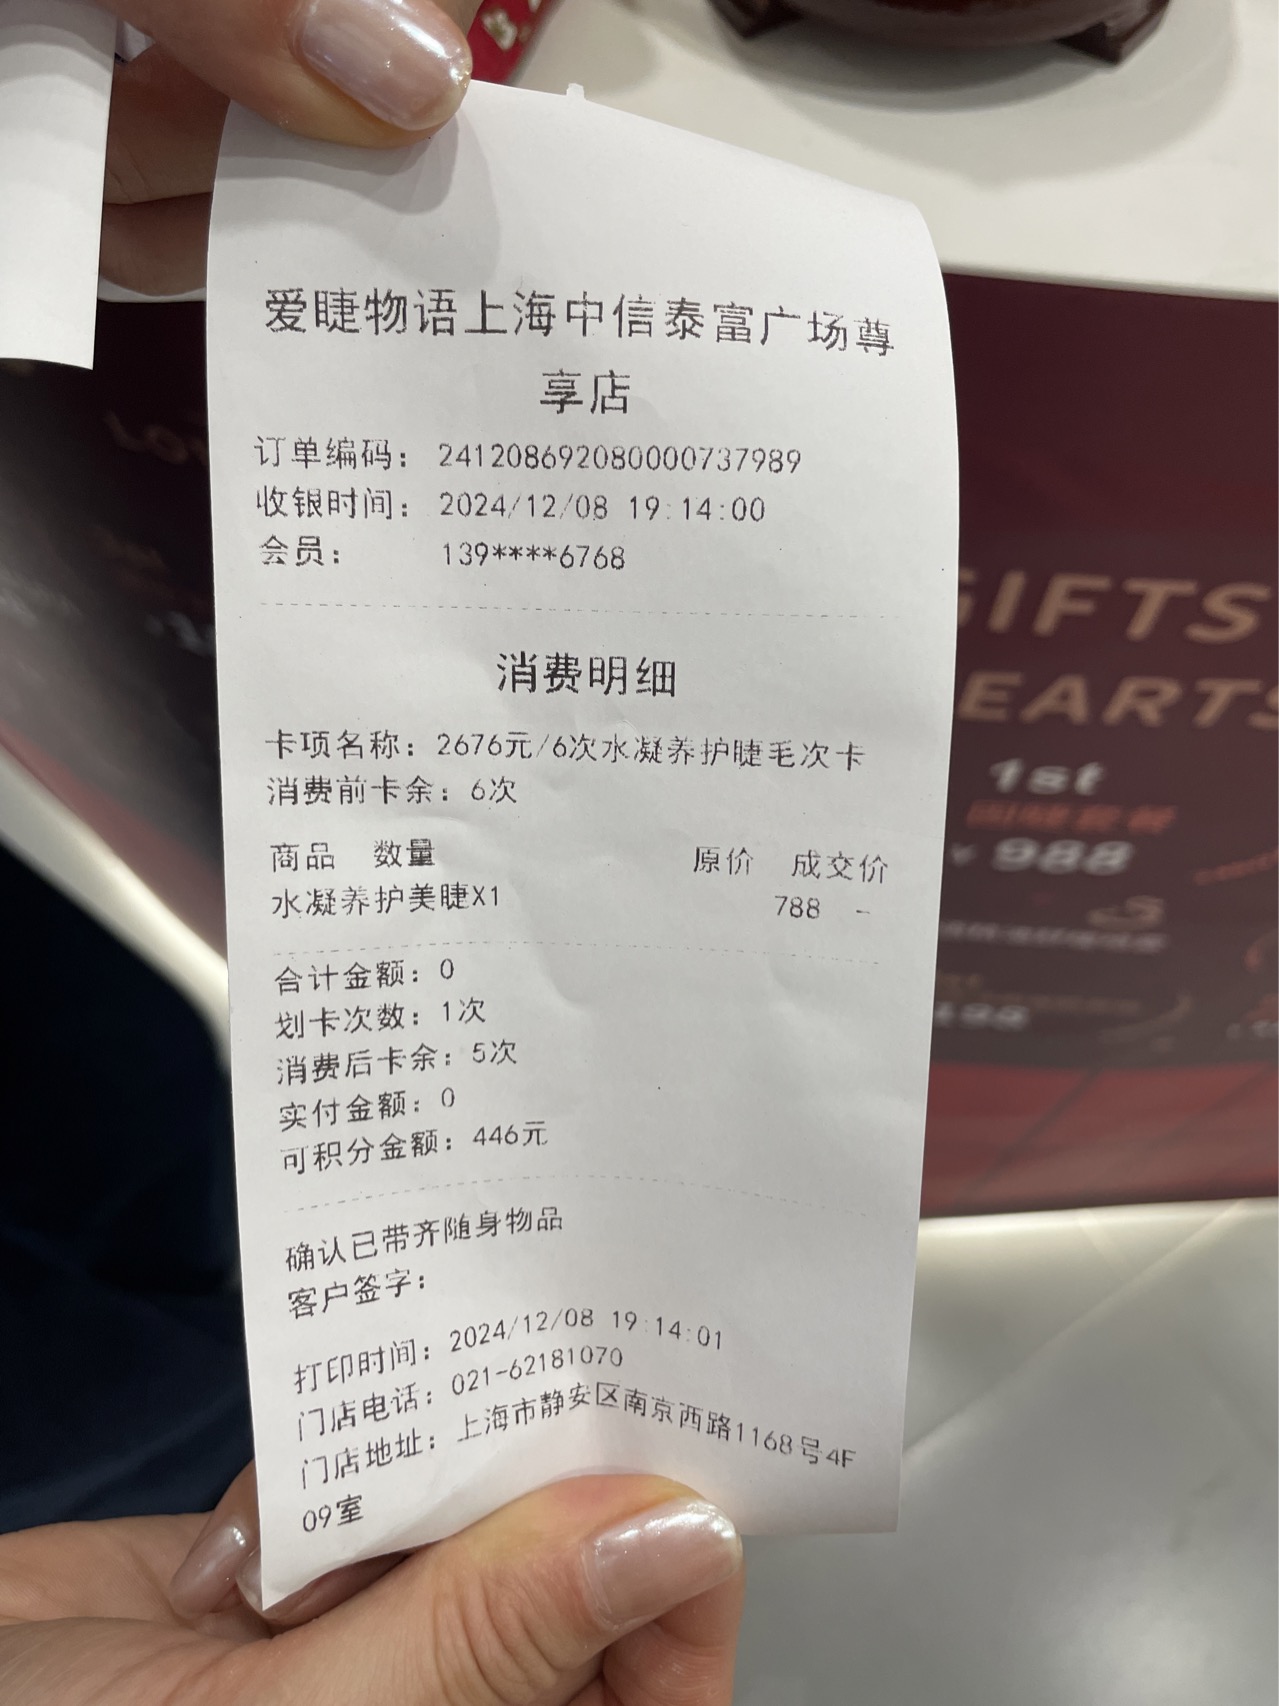 爱睫物语上海中信泰富广场尊
享店
订单编码： 241208692080000737989
收银时间： 2024/12/08 19:14:00
会员： 139****6768
消费明细
卡项名称：2676元/6次水凝养护睫毛次卡
消费前卡余：6次
商品 数量 原价 成交价
水凝养护美睫X1 788 -
合计金额：0
划卡次数：1次
消费后卡余：5次
实付金额：0
可积分金额：446元
确认已带齐随身物品
客户签字：
打印时间：2024/12/08 19:14:01
门店电话：021-62181070
门店地址：上海市静安区南京西路1168号4F
09室
GIFTS
EARTS
1st
988